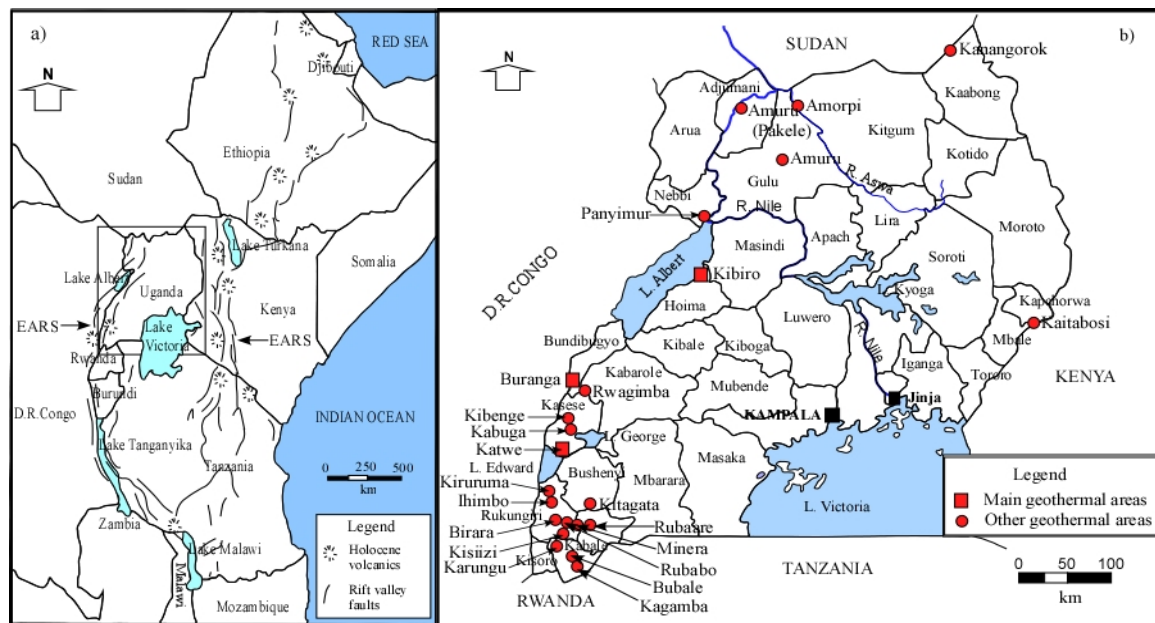 a)
RED SEA
N
Djibouti
Ethiopia
Sudan
Lake Turkana
Somalia
Lake Albert
Uganda
Kenya
EARS
Lake
Victoria
EARS
Rwanda
Burundi
D.R.Congo
INDIAN OCEAN
Lake Tanganyika
Tanzania
0 250 500
km
Zambia
Lake Malawi
Malawi
Mozambique
Legend
Holocene
volcanics
Rift valley
faults
b)
SUDAN
N
Kanangorok
Adjumani
Kaabong
Amuru
(Pakele)
Amorpi
Arua
Kitgum
Kotido
Amuru
R. Aswa
Gulu
Nebbi
R. Nile
Panyimur
Lira
Moroto
Masindi
Apach
Soroti
L. Albert
Kibiro
D.R. CONGO
L. Kyoga
Kapchorwa
Hoima
Kaitabosi
Luwero
Mbale
R. Nile
Bundibugyo
Kibale
Kiboga
Iganga
Kabarole
Tororo
KENYA
Buranga
Rwagimba
Mubende
Kasese
Jinja
Kibenge
KAMPALA
Kabuga
L. George
Katwe
Masaka
L. Edward
Bushenyi
Mbarara
Kiruruma
Ihimbo
Kitagata
L. Victoria
Rukungiri
Birara
Rubaare
Kisiizi
Kabale
Minera
Karungu
Kisoro
Rubabo
Bubale
Kagamba
RWANDA
TANZANIA
Legend
Main geothermal areas
Other geothermal areas
0 50 100
km